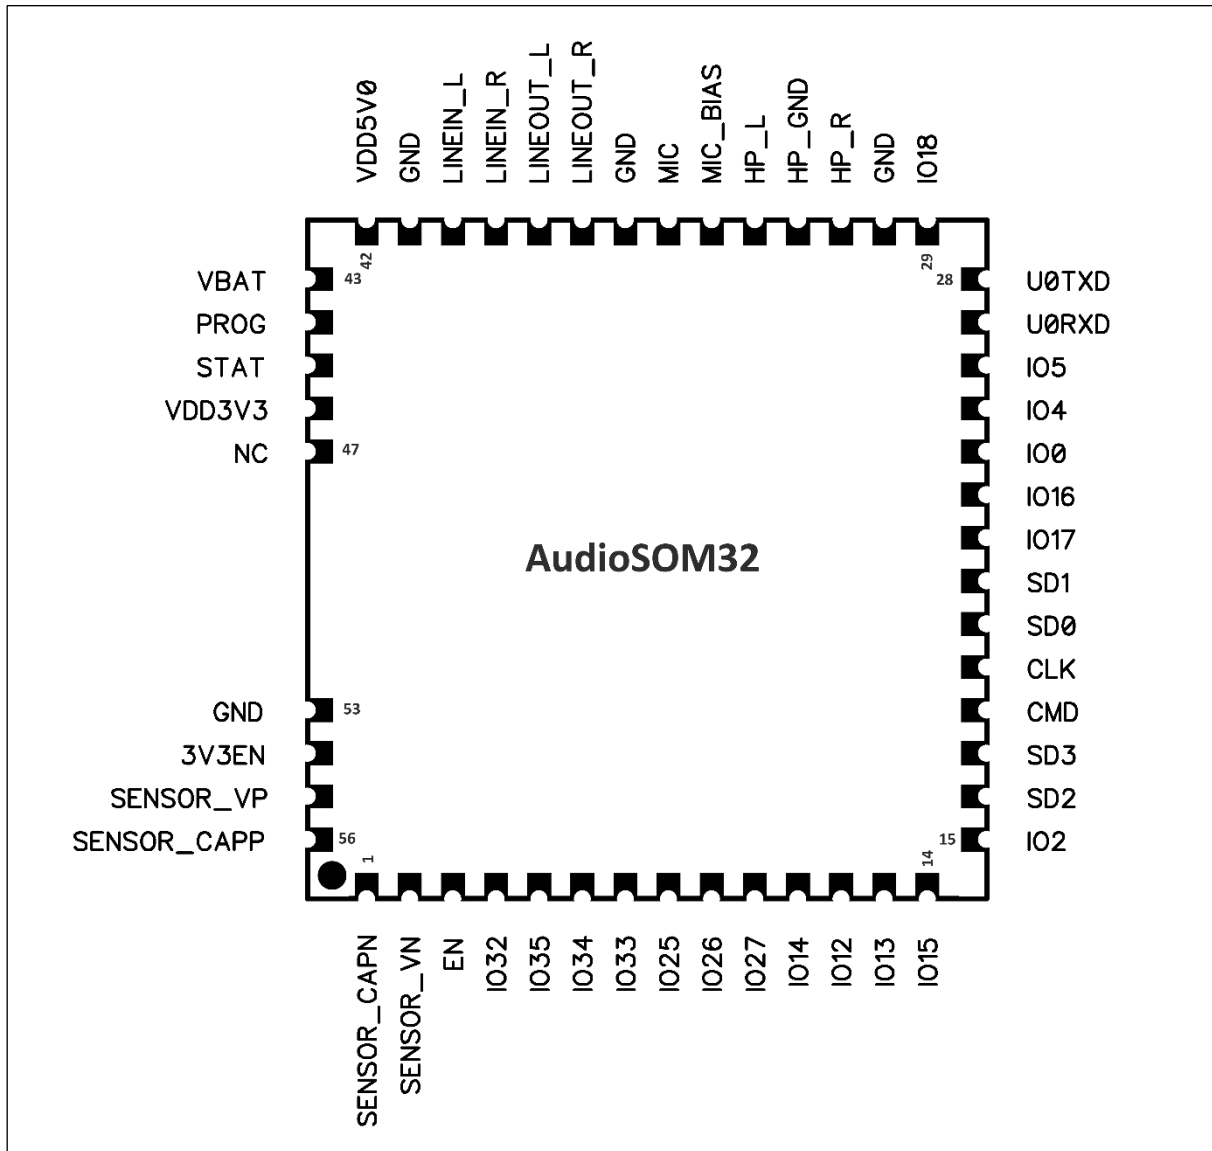 VDD5V0
GND
LINEIN_L
LINEIN_R
LINEOUT_L
LINEOUT_R
GND
MIC
MIC_BIAS
HP_L
HP_GND
HP_R
GND
IO18
42
29
VBAT
43
PROG
STAT
VDD3V3
NC
47
28
U0TXD
U0RXD
IO5
IO4
IO0
IO16
IO17
SD1
SD0
CLK
CMD
SD3
SD2
15
IO2
AudioSOM32
GND
53
3V3EN
SENSOR_VP
SENSOR_CAPP
56
1
14
SENSOR_CAPN
SENSOR_VN
EN
IO32
IO35
IO34
IO33
IO25
IO26
IO27
IO14
IO12
IO13
IO15